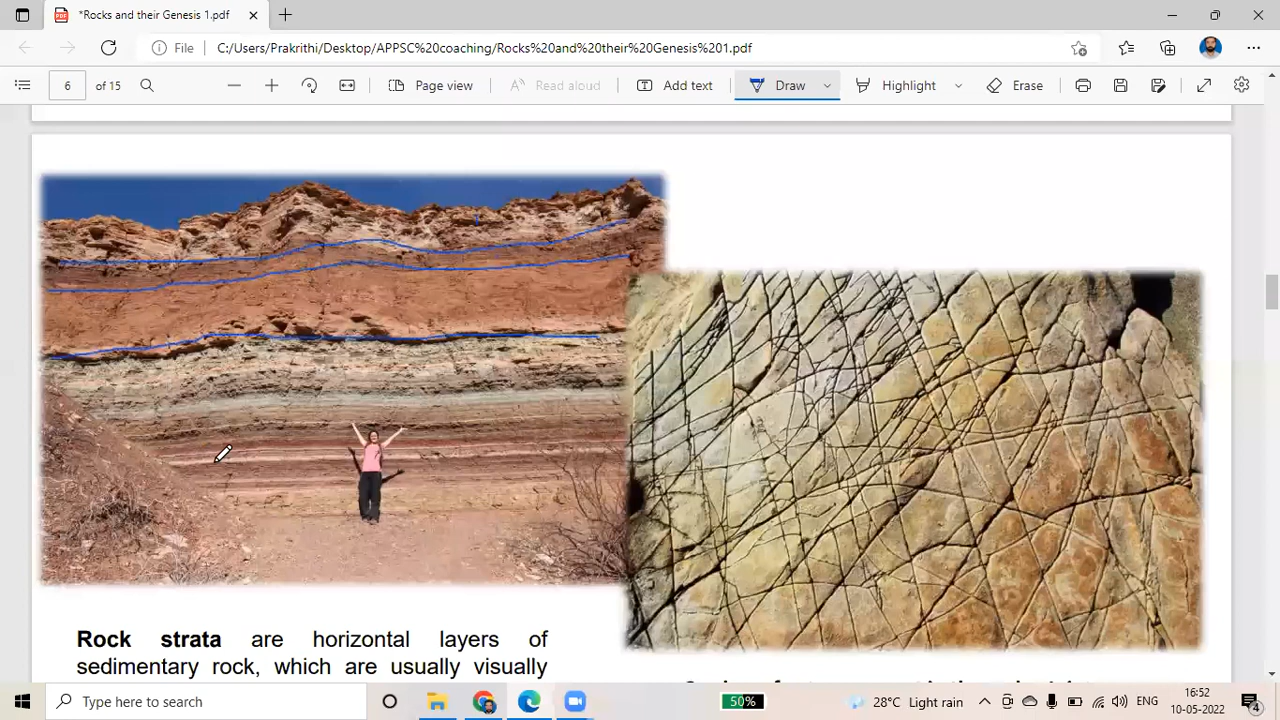 *Rocks and their Genesis 1.pdf
File C:/Users/Prakrithi/Desktop/APPSC%20coaching/Rocks%20and%20their%20Genesis%201.pdf
6 of 15 Page view Read aloud Add text Draw Highlight Erase
Rock strata are horizontal layers of
sedimentary rock, which are usually visually
Type here to search 50% 28°C Light rain ENG 16:52
10-05-2022 4